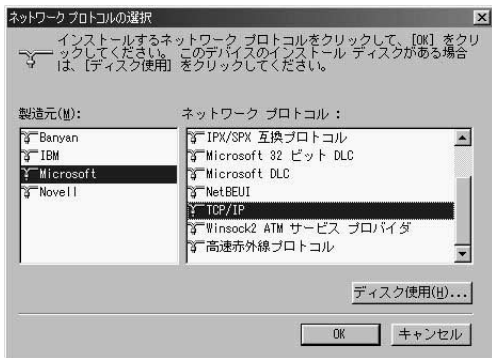 ネットワーク プロトコルの選択
インストールするネットワーク プロトコルをクリックして、[OK] をクリ
ックしてください。 このデバイスのインストール ディスクがある場合
は、[ディスク使用] をクリックしてください。
製造元(M):
Banyan
IBM
Microsoft
Novell
ネットワーク プロトコル :
IPX/SPX 互換プロトコル
Microsoft 32 ビット DLC
Microsoft DLC
NetBEUI
TCP/IP
Winsock2 ATM サービス プロバイダ
高速赤外線プロトコル
ディスク使用(H)...
OK
キャンセル